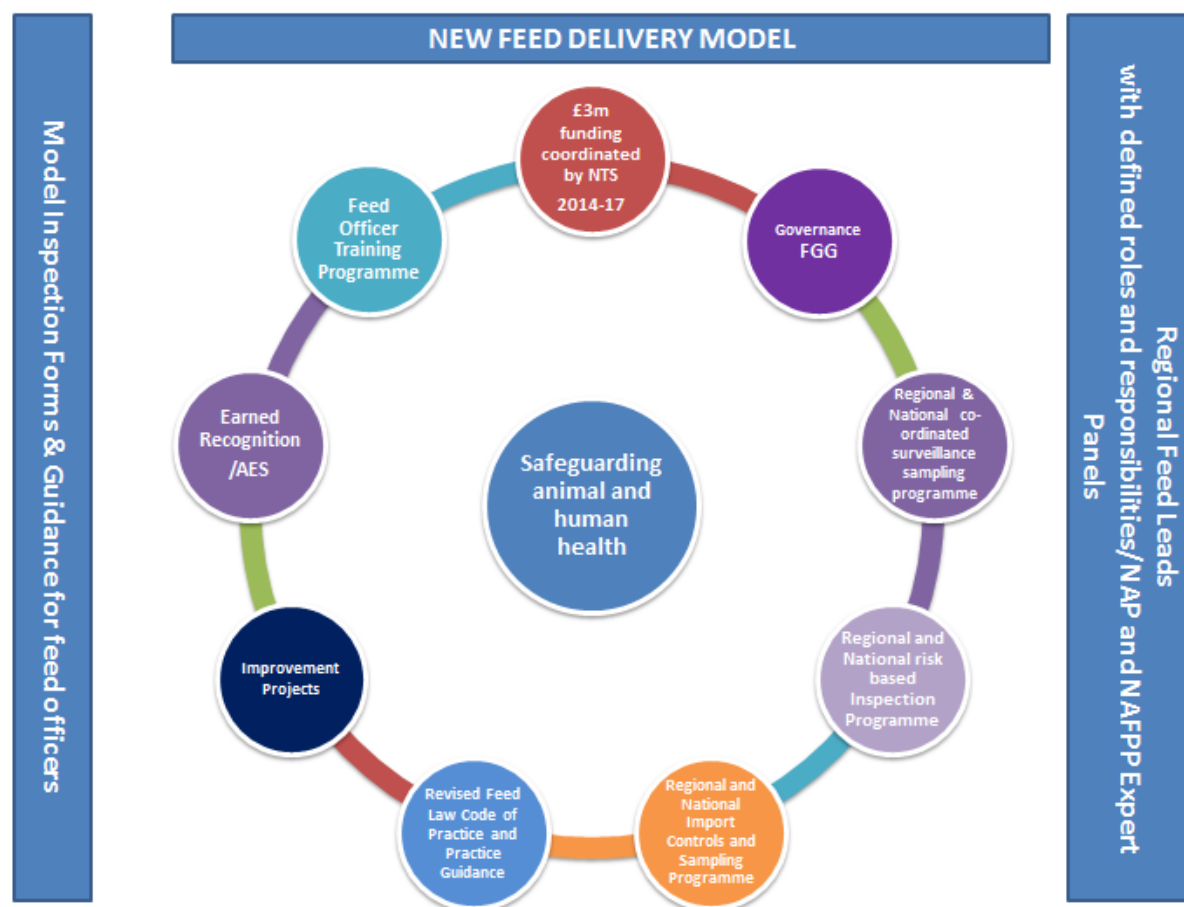 NEW FEED DELIVERY MODEL
Model Inspection Forms & Guidance for feed officers
£3m
funding
coordinated
by NTS
2014-17
Governance
FGG
Regional &
National co-
ordinated
surveillance
sampling
programme
Regional and
National risk
based
Inspection
Programme
Regional and
National
Import
Controls and
Sampling
Programme
Revised Feed
Law Code of
Practice and
Practice
Guidance
Improvement
Projects
Earned
Recognition
/AES
Feed
Officer
Training
Programme
Safeguarding
animal and
human
health
Regional Feed Leads
with defined roles and responsibilities/NAP and NAFPP Expert
Panels